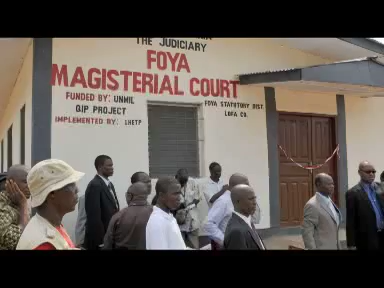 THE JUDICIARY
FOYA
MAGISTERIAL COURT
FUNDED BY: UNMIL
QIP PROJECT
IMPLEMENTED BY:
FOYA STATUTORY DIST.
LOFA CO.